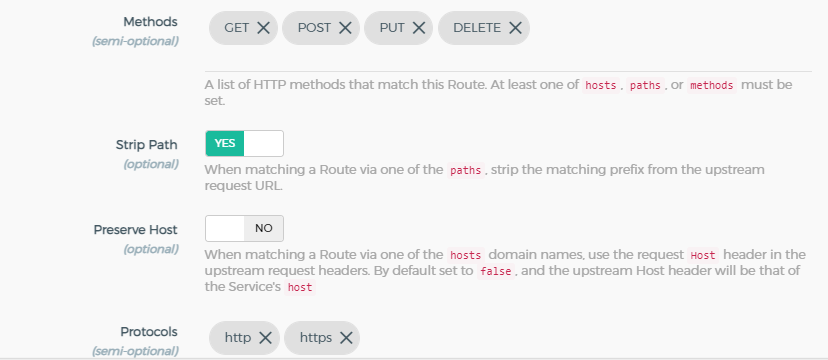 Methods
(semi-optional)
GET X POST X PUT X DELETE X
A list of HTTP methods that match this Route. At least one of hosts , paths , or methods must be
set.
Strip Path
(optional)
YES
When matching a Route via one of the paths , strip the matching prefix from the upstream
request URL.
Preserve Host
(optional)
NO
When matching a Route via one of the hosts domain names, use the request Host header in the
upstream request headers. By default set to false , and the upstream Host header will be that of
the Service's host
Protocols
(semi-optional)
http X https X